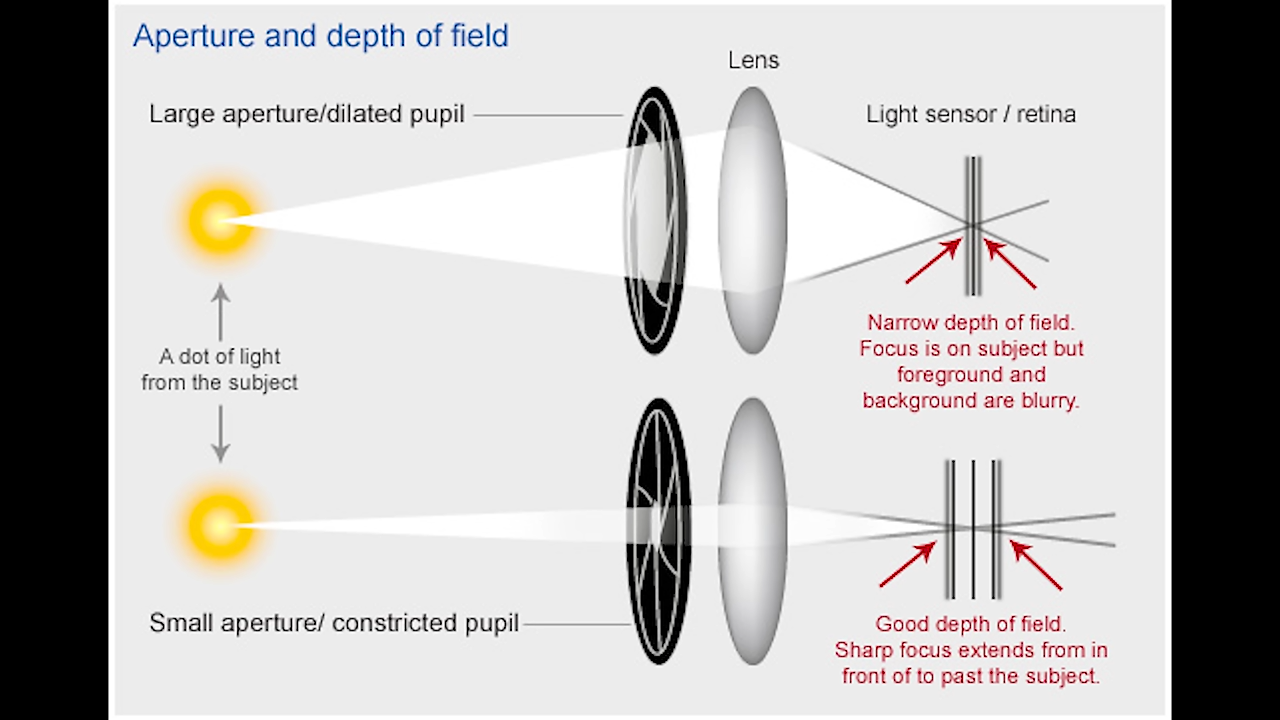 Aperture and depth of field
Lens
Large aperture/dilated pupil
Light sensor / retina
Narrow depth of field.
Focus is on subject but
foreground and
background are blurry.
A dot of light
from the subject
Small aperture/ constricted pupil
Good depth of field.
Sharp focus extends from in
front of to past the subject.